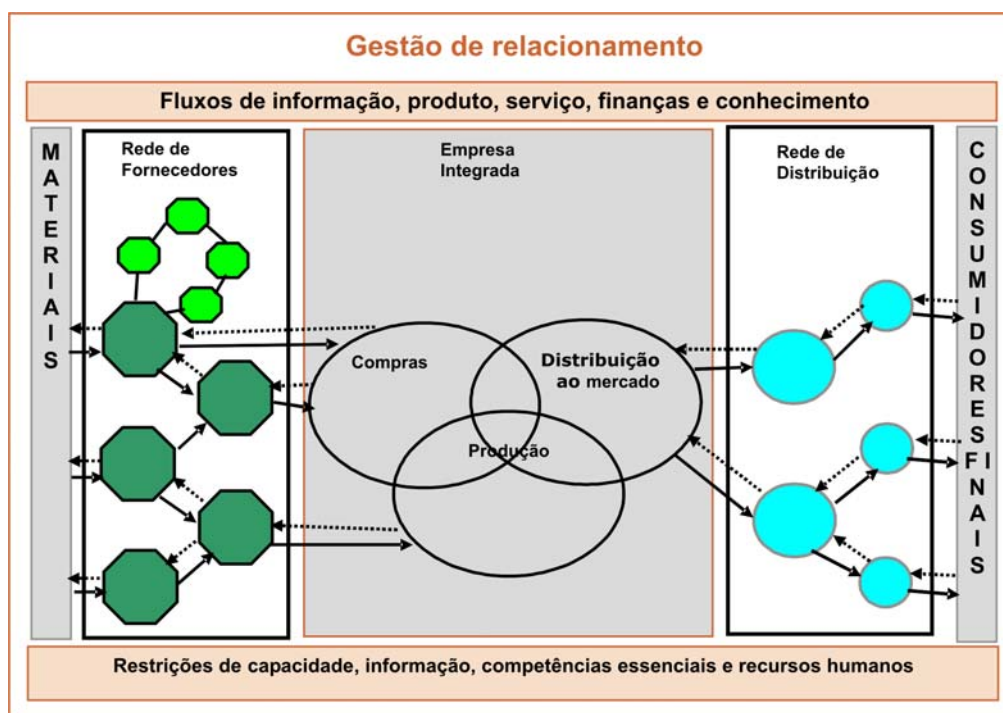 Gestão de relacionamento
Fluxos de informação, produto, serviço, finanças e conhecimento
MATERIAIS
Rede de
Fornecedores
Empresa
Integrada
Compras
Distribuição
ao mercado
Produção
Rede de
Distribuição
CONSUMIDORES FINAIS
Restrições de capacidade, informação, competências essenciais e recursos humanos